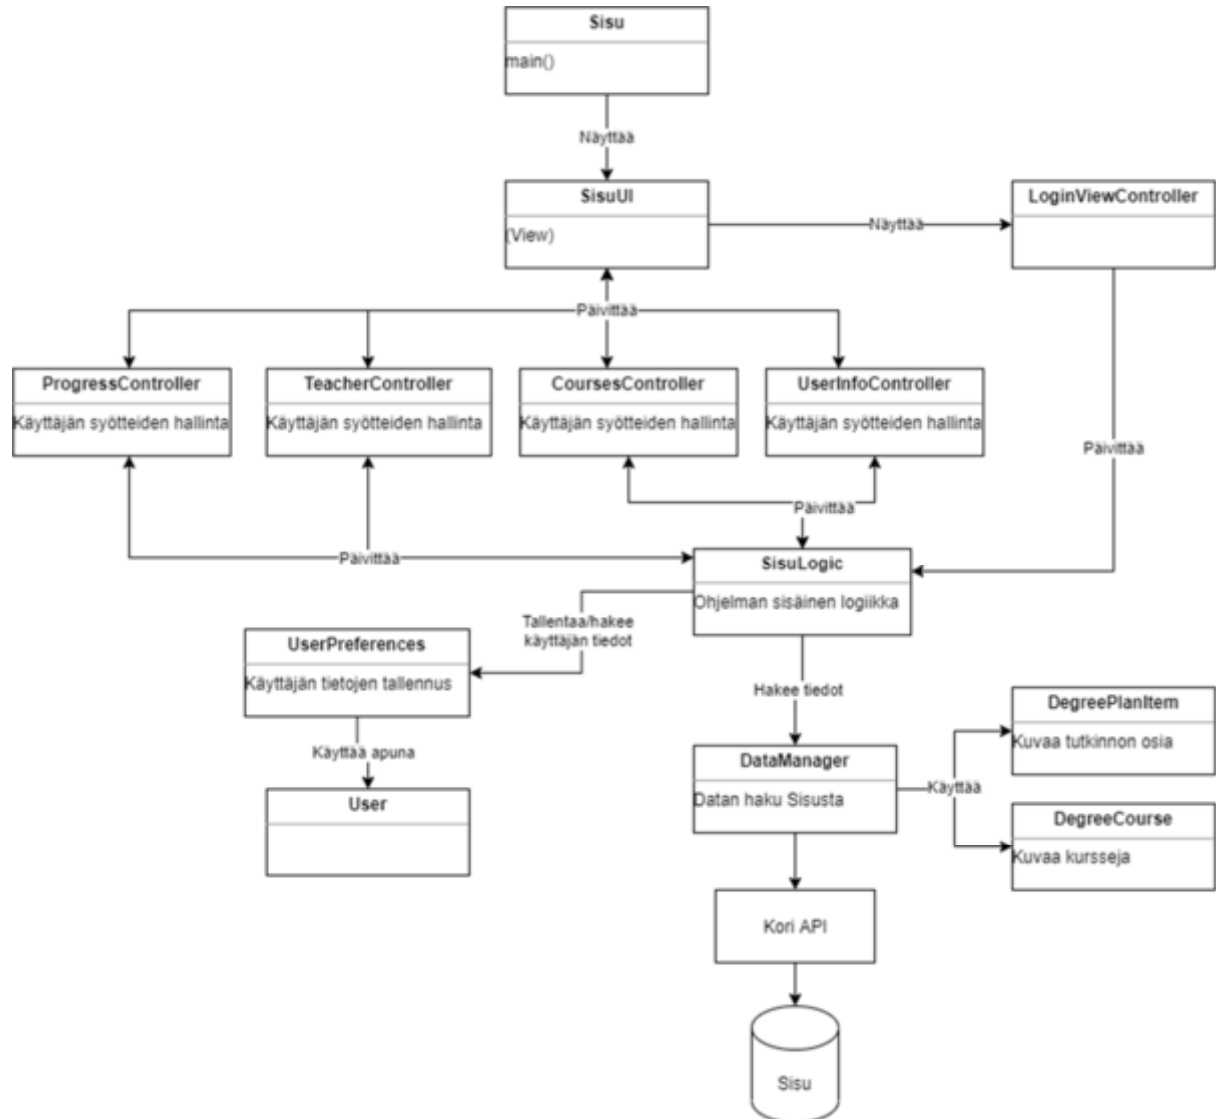 Sisu
main()
Näyttää
SisuUI
(View)
Näyttää
LoginViewController
Päivittää
ProgressController
Käyttäjän syötteiden hallinta
TeacherController
Käyttäjän syötteiden hallinta
CoursesController
Käyttäjän syötteiden hallinta
UserInfoController
Käyttäjän syötteiden hallinta
Päivittää
Päivittää
Päivittää
SisuLogic
Ohjelman sisäinen logiikka
Tallentaa/hakee
käyttäjän tiedot
UserPreferences
Käyttäjän tietojen tallennus
Hakee tiedot
Käyttää apuna
User
DataManager
Datan haku Sisusta
Käyttää
DegreePlanItem
Kuvaa tutkinnon osia
DegreeCourse
Kuvaa kursseja
Kori API
Sisu